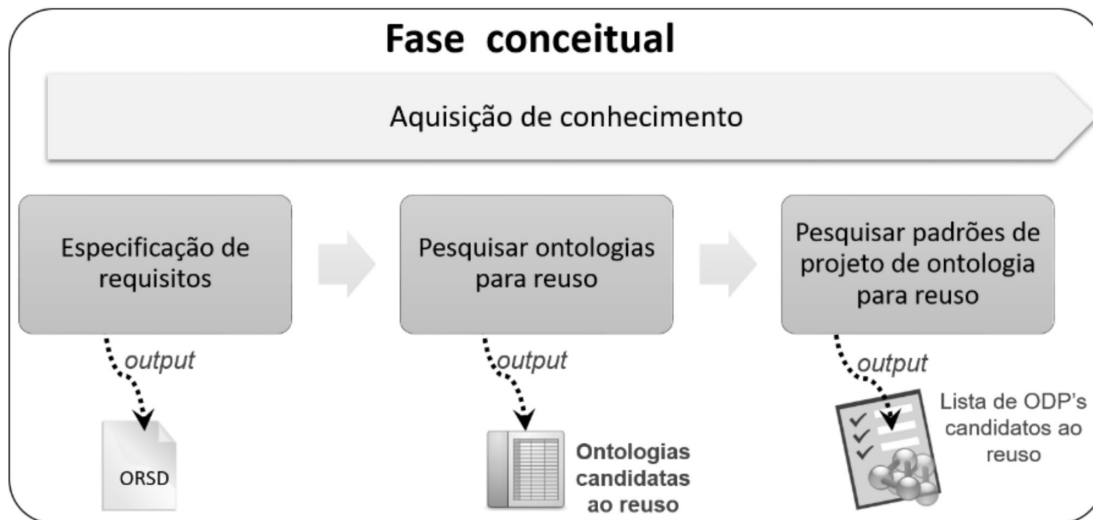 Fase conceitual
Aquisição de conhecimento
Especificação de
requisitos
Pesquisar ontologias
para reuso
Pesquisar padrões de
projeto de ontologia
para reuso
output
output
output
ORSD
Ontologias
candidatas
ao reuso
Lista de ODP's
candidatos ao
reuso